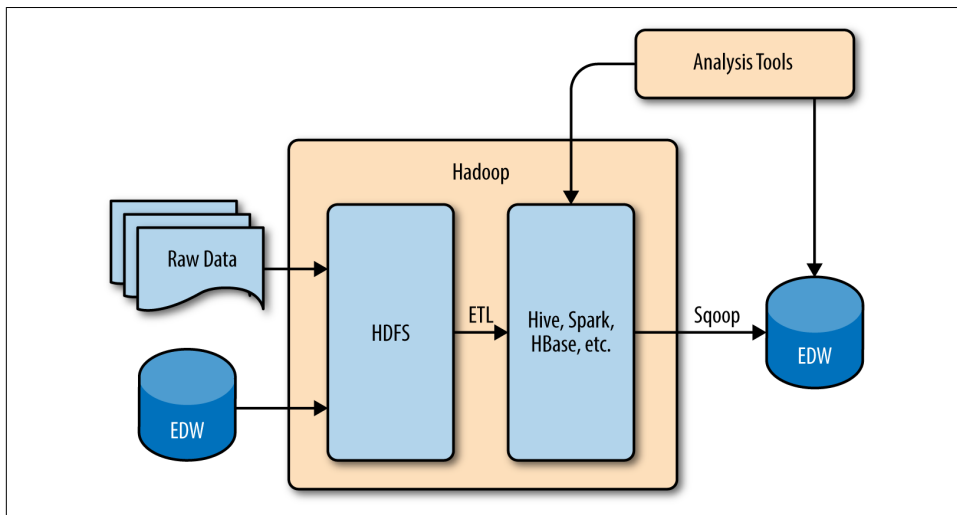 Analysis Tools
Hadoop
Raw Data
HDFS
ETL
Hive, Spark,
HBase, etc.
Sqoop
EDW
EDW